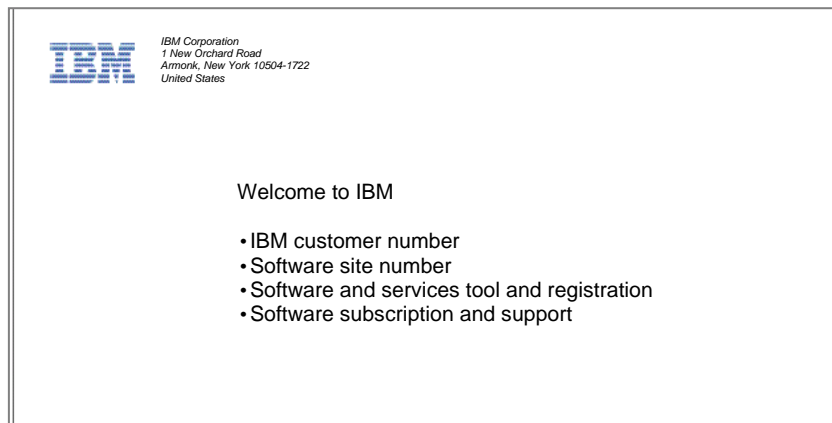 IBM
IBM Corporation
1 New Orchard Road
Armonk, New York 10504-1722
United States
Welcome to IBM
• IBM customer number
• Software site number
• Software and services tool and registration
• Software subscription and support